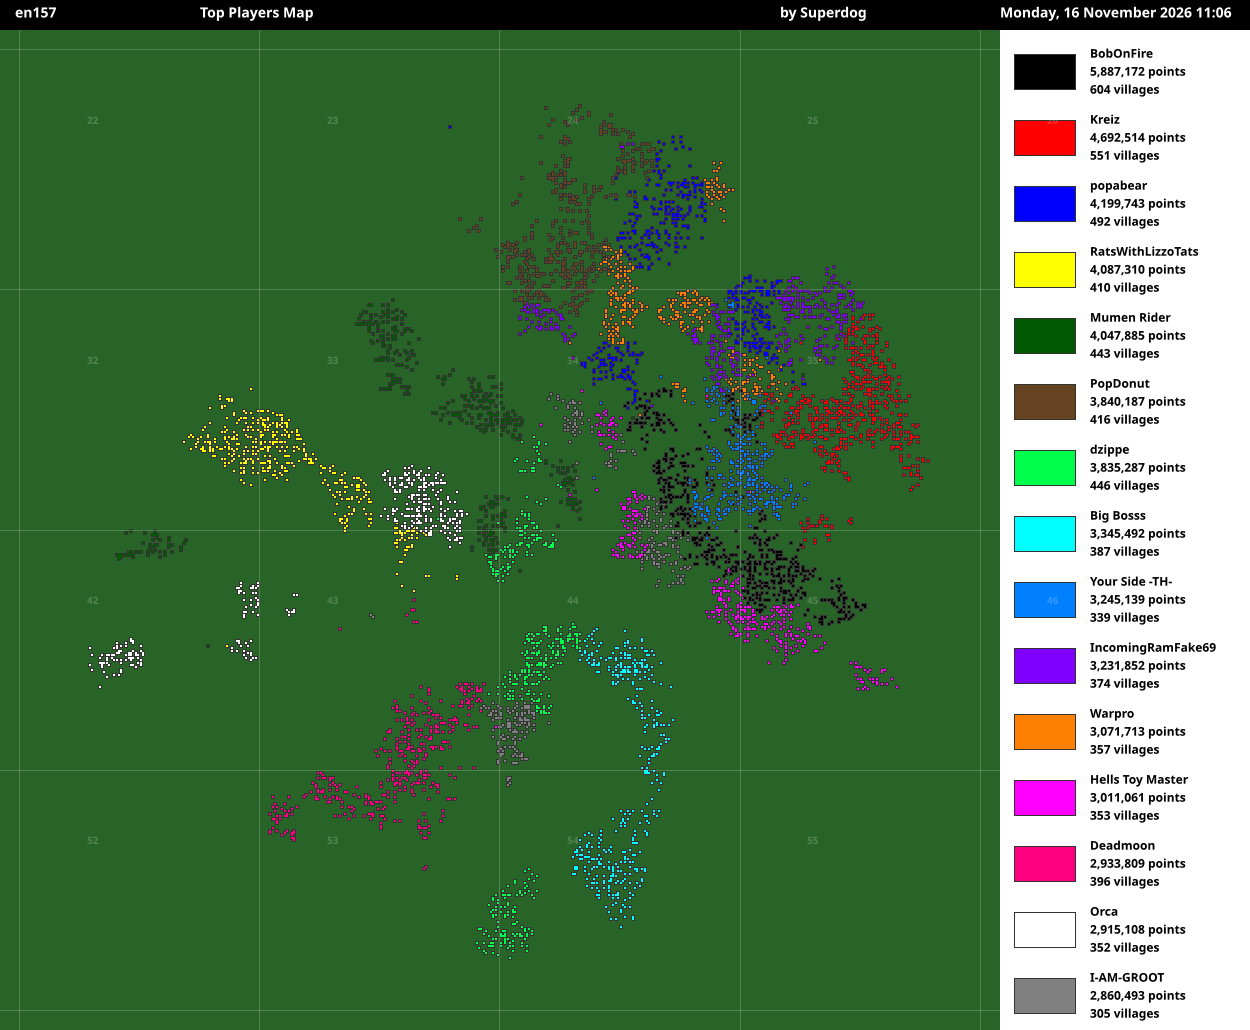 en157 Top Players Map by Superdog Monday, 16 November 2026 11:06
22 23 24 25 26
32 33 34 35
42 43 44 45 46
52 53 54 55
BobOnFire
5,887,172 points
604 villages
Kreiz
4,692,514 points
551 villages
popabear
4,199,743 points
492 villages
RatsWithLizzoTats
4,087,310 points
410 villages
Mumen Rider
4,047,885 points
443 villages
PopDonut
3,840,187 points
416 villages
dzippe
3,835,287 points
446 villages
Big Bosss
3,345,492 points
387 villages
Your Side -TH-
3,245,139 points
339 villages
IncomingRamFake69
3,231,852 points
374 villages
Warpro
3,071,713 points
357 villages
Hells Toy Master
3,011,061 points
353 villages
Deadmoon
2,933,809 points
396 villages
Orca
2,915,108 points
352 villages
I-AM-GROOT
2,860,493 points
305 villages